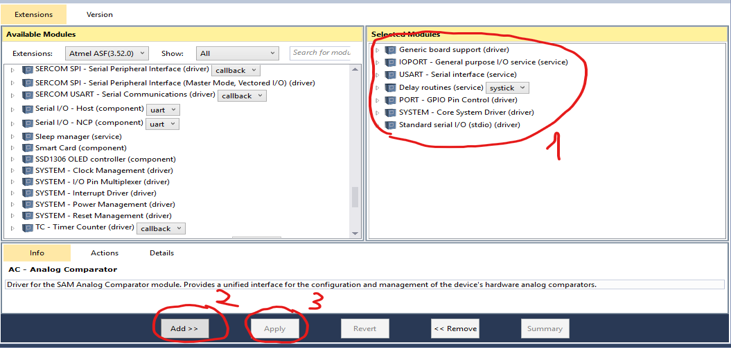 Extensions Version
Available Modules
Extensions: Atmel ASF(3.52.0) Show: All Search for modu
SERCOM SPI - Serial Peripheral Interface (driver) callback
SERCOM SPI - Serial Peripheral Interface (Master Mode, Vectored I/O) (driver)
SERCOM USART - Serial Communications (driver) callback
Serial I/O - Host (component) uart
Serial I/O - NCP (component) uart
Sleep manager (service)
Smart Card (component)
SSD1306 OLED controller (component)
SYSTEM - Clock Management (driver)
SYSTEM - I/O Pin Multiplexer (driver)
SYSTEM - Interrupt Driver (driver)
SYSTEM - Power Management (driver)
SYSTEM - Reset Management (driver)
TC - Timer Counter (driver) callback
Selected Modules
Generic board support (driver)
IOPORT - General purpose I/O service (service)
USART - Serial interface (service)
Delay routines (service) systick
PORT - GPIO Pin Control (driver)
SYSTEM - Core System Driver (driver)
Standard serial I/O (stdio) (driver)
1
Info Actions Details
AC - Analog Comparator
Driver for the SAM Analog Comparator module. Provides a unified interface for the configuration and management of the device's hardware analog comparators.
2 3
Add >> Apply Revert << Remove Summary